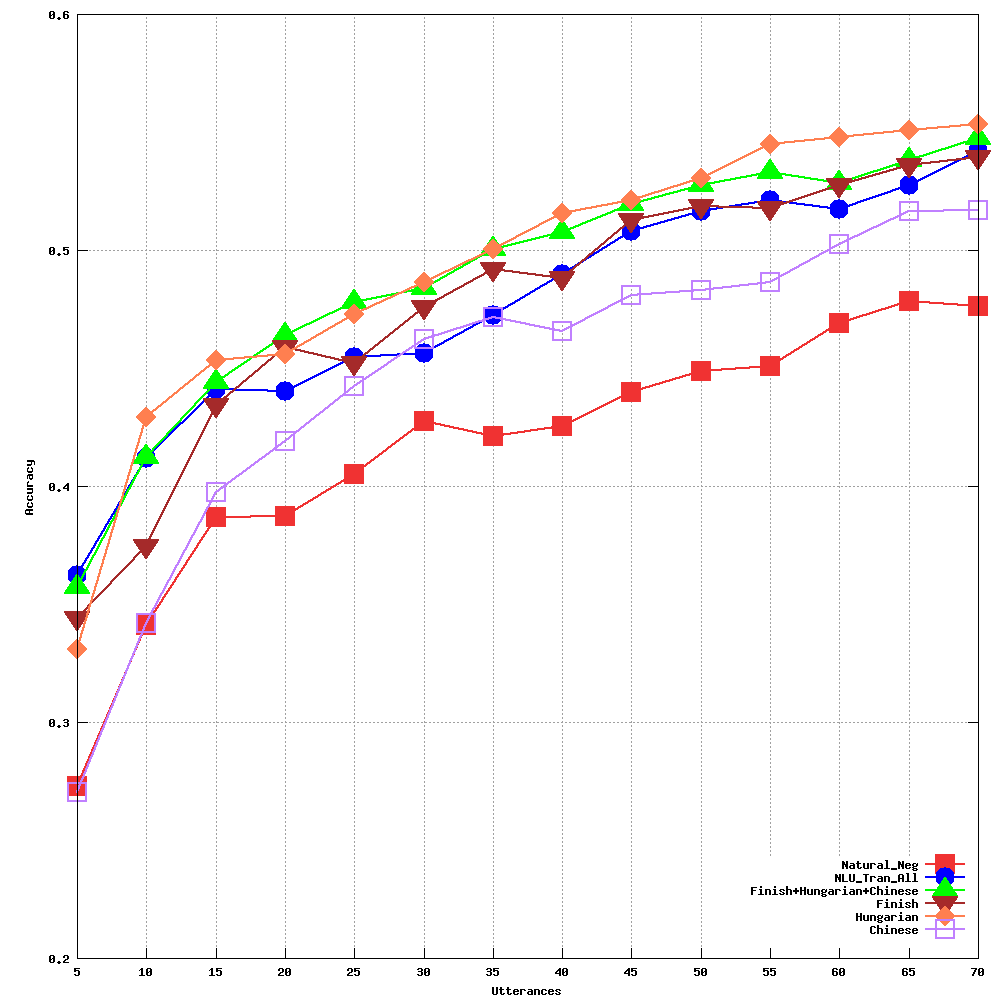 0.6
0.5
0.4
0.3
0.2
Accuracy
5 10 15 20 25 30 35 40 45 50 55 60 65 70
Utterances
Natural_Neg
NLU_Tran_All
Finish+Hungarian+Chinese
Finish
Hungarian
Chinese